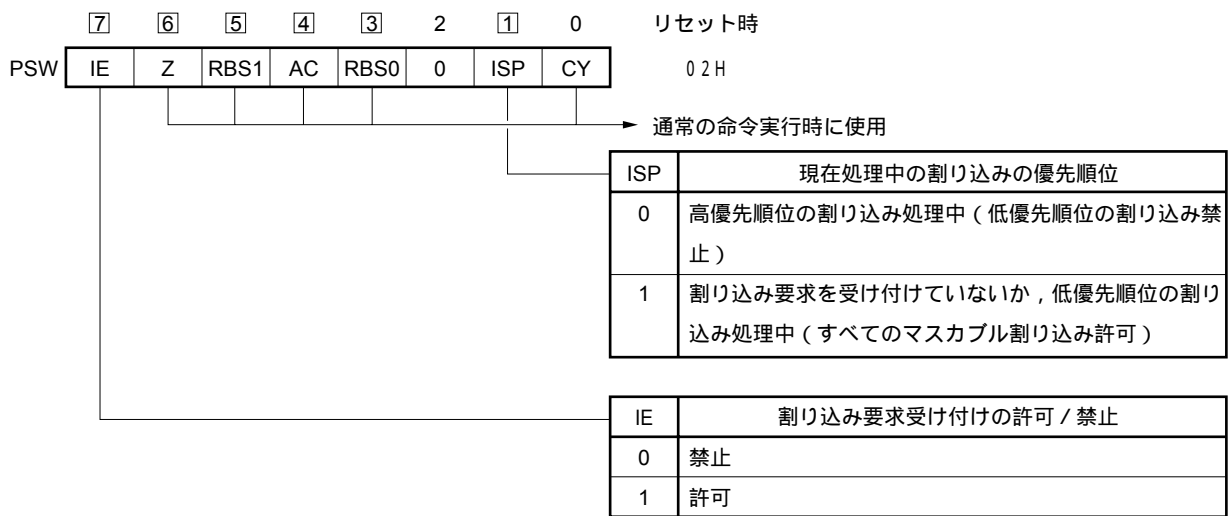 7 6 5 4 3 2 1 0 リセット時
PSW IE Z RBS1 AC RBS0 0 ISP CY 02H
通常の命令実行時に使用
ISP 現在処理中の割り込みの優先順位
0 高優先順位の割り込み処理中（低優先順位の割り込み禁
止）
1 割り込み要求を受け付けていないか，低優先順位の割り
込み処理中（すべてのマスカブル割り込み許可）
IE 割り込み要求受け付けの許可／禁止
0 禁止
1 許可